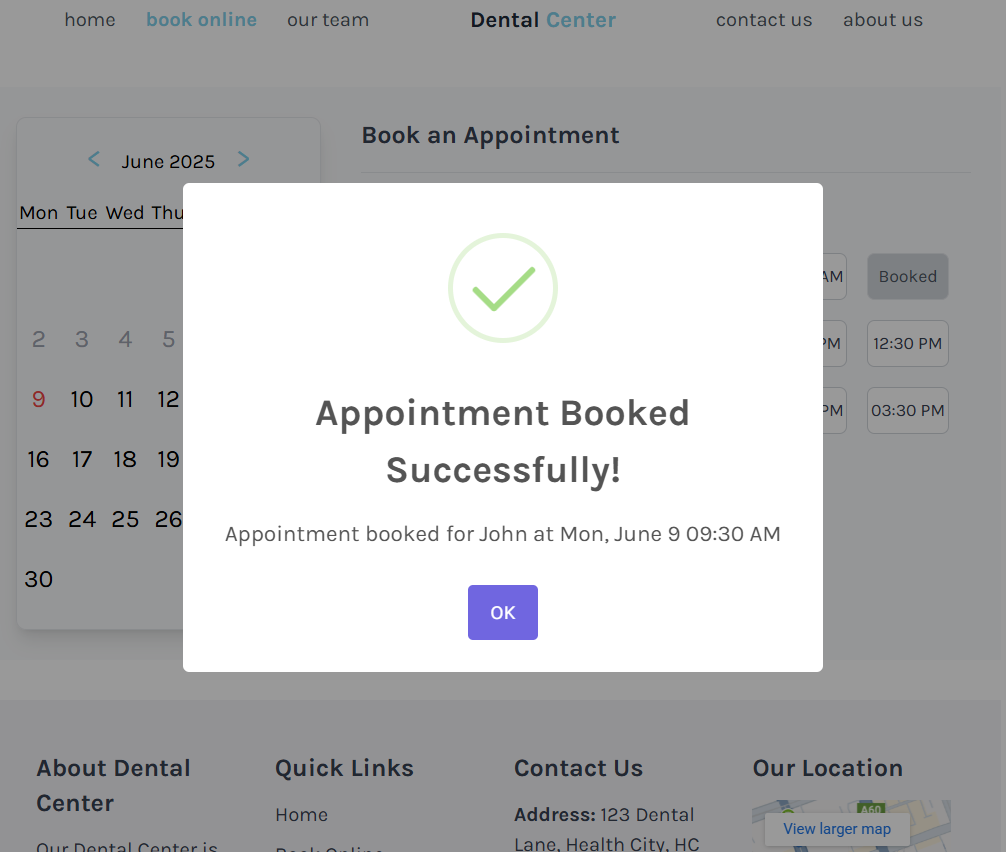 home book online our team Dental Center contact us about us
Book an Appointment
< June 2025 >
Mon Tue Wed Thu
AM Booked
2 3 4 5
PM 12:30 PM
9 10 11 12
PM 03:30 PM
16 17 18 19
23 24 25 26
30
Appointment Booked
Successfully!
Appointment booked for John at Mon, June 9 09:30 AM
OK
About Dental
Center
Our Dental Center is
Quick Links
Home
Book Online
Contact Us
Address: 123 Dental
Lane, Health City, HC
Our Location
A60
View larger map